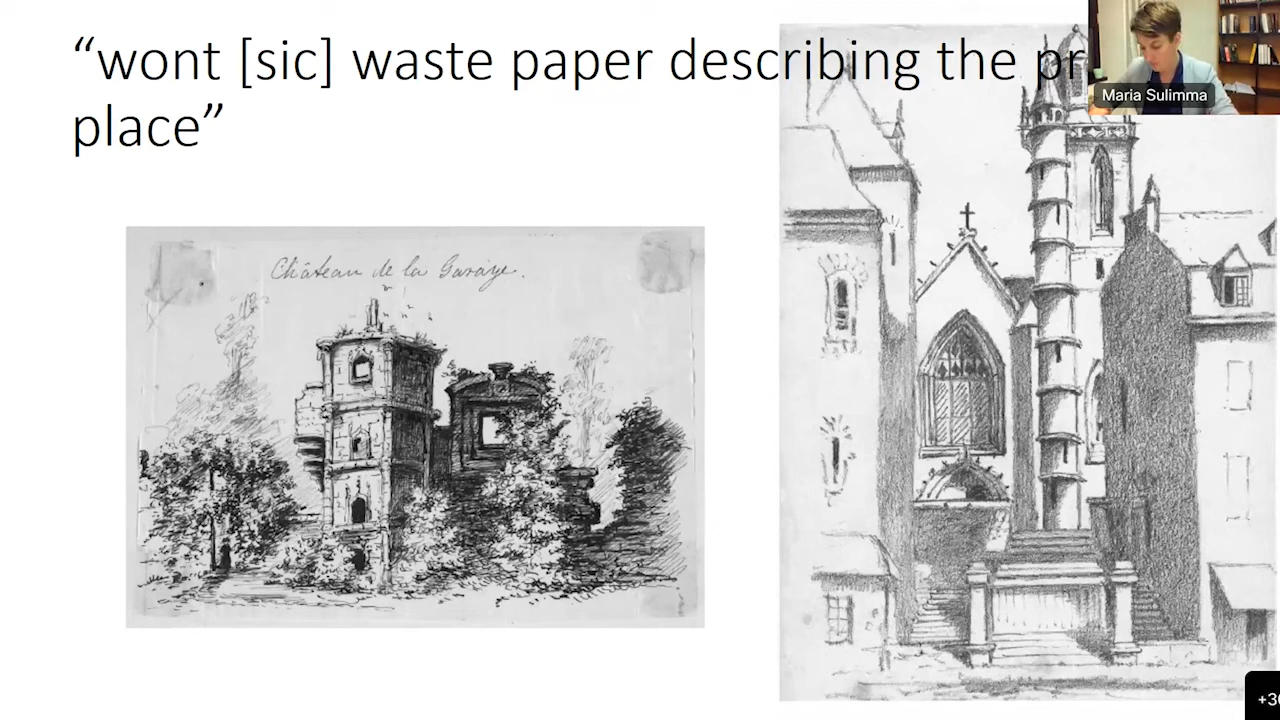 “wont [sic] waste paper describing the pr
place”
Maria Sulimma
Château de la Garaye.